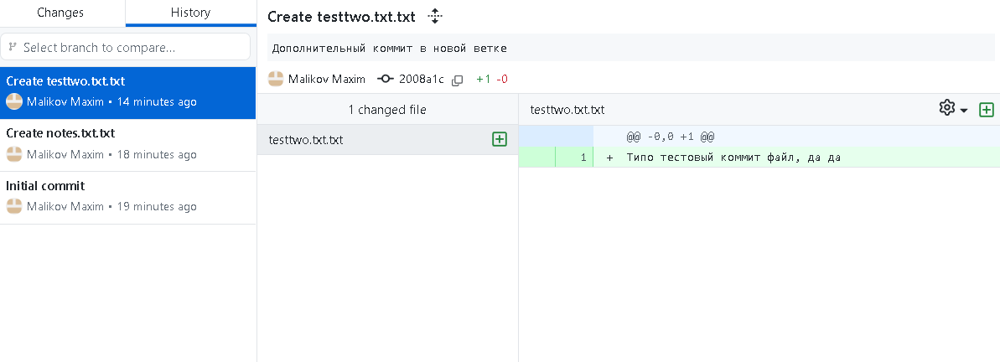 Changes
History
Select branch to compare...
Create testtwo.txt.txt
Malikov Maxim • 14 minutes ago
Create notes.txt.txt
Malikov Maxim • 18 minutes ago
Initial commit
Malikov Maxim • 19 minutes ago
Create testtwo.txt.txt
Дополнительный коммит в новой ветке
Malikov Maxim 2008a1c +1 -0
1 changed file
testtwo.txt.txt
testtwo.txt.txt
@@ -0,0 +1 @@
1 + Типо тестовый коммит файл, да да